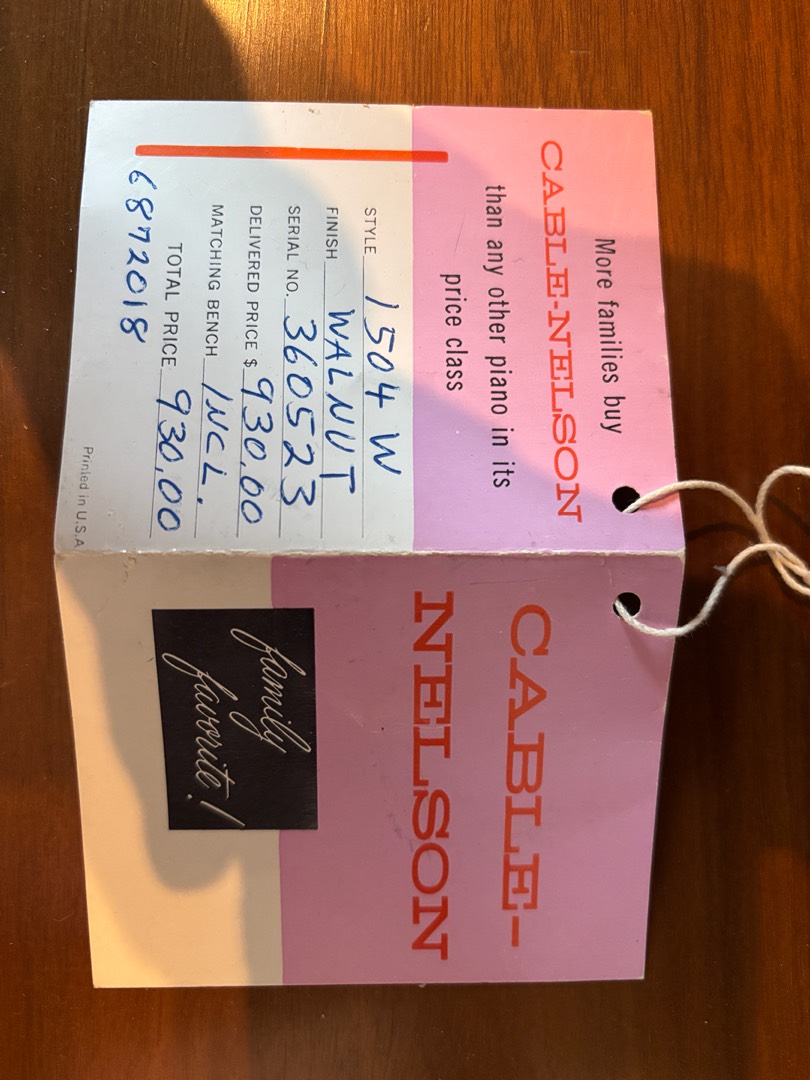 More families buy
CABLE-NELSON
than any other piano in its
price class
STYLE 1504 W
FINISH WALNUT
SERIAL NO. 360523
DELIVERED PRICE $ 930.00
MATCHING BENCH INCL.
TOTAL PRICE 930.00
6872018
Printed in U.S.A
CABLE-
NELSON
family
favorite!